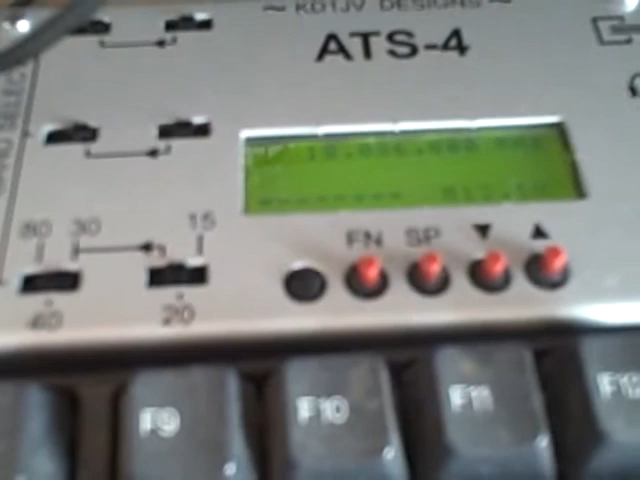 ~ KD1JV DESIGNS ~
ATS-4
80 30 15
FN SP ▼ ▲
40 20
F9 F10 F11 F12